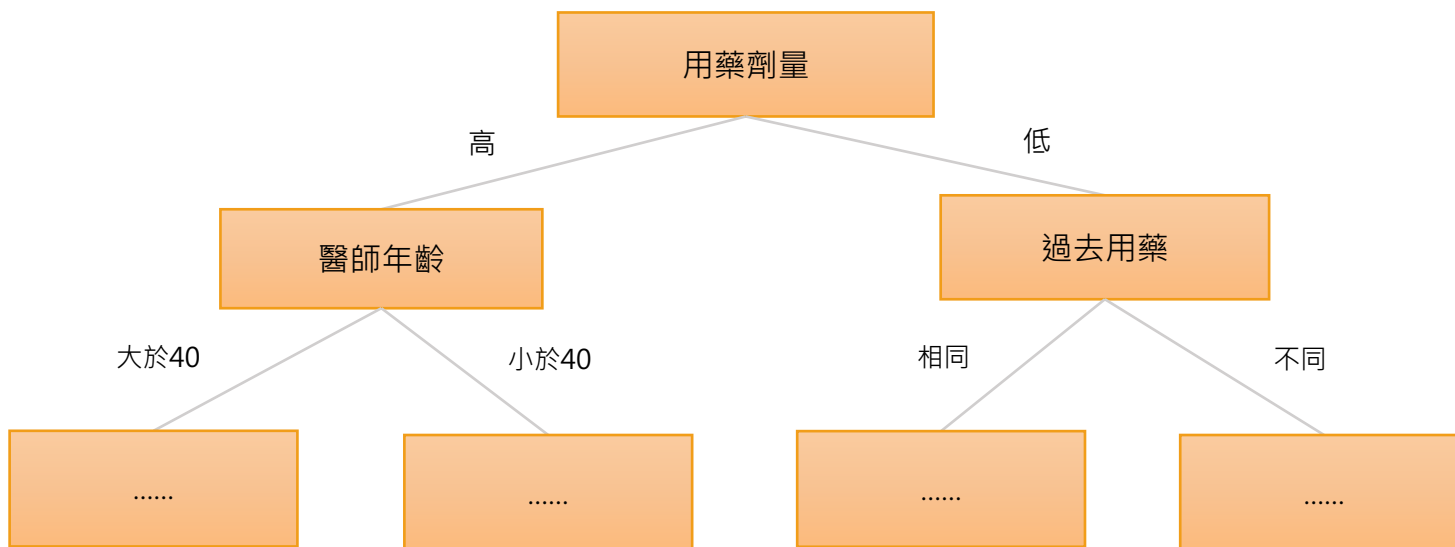 用藥劑量
高
低
醫師年齡
過去用藥
大於40
小於40
相同
不同
......
......
......
......